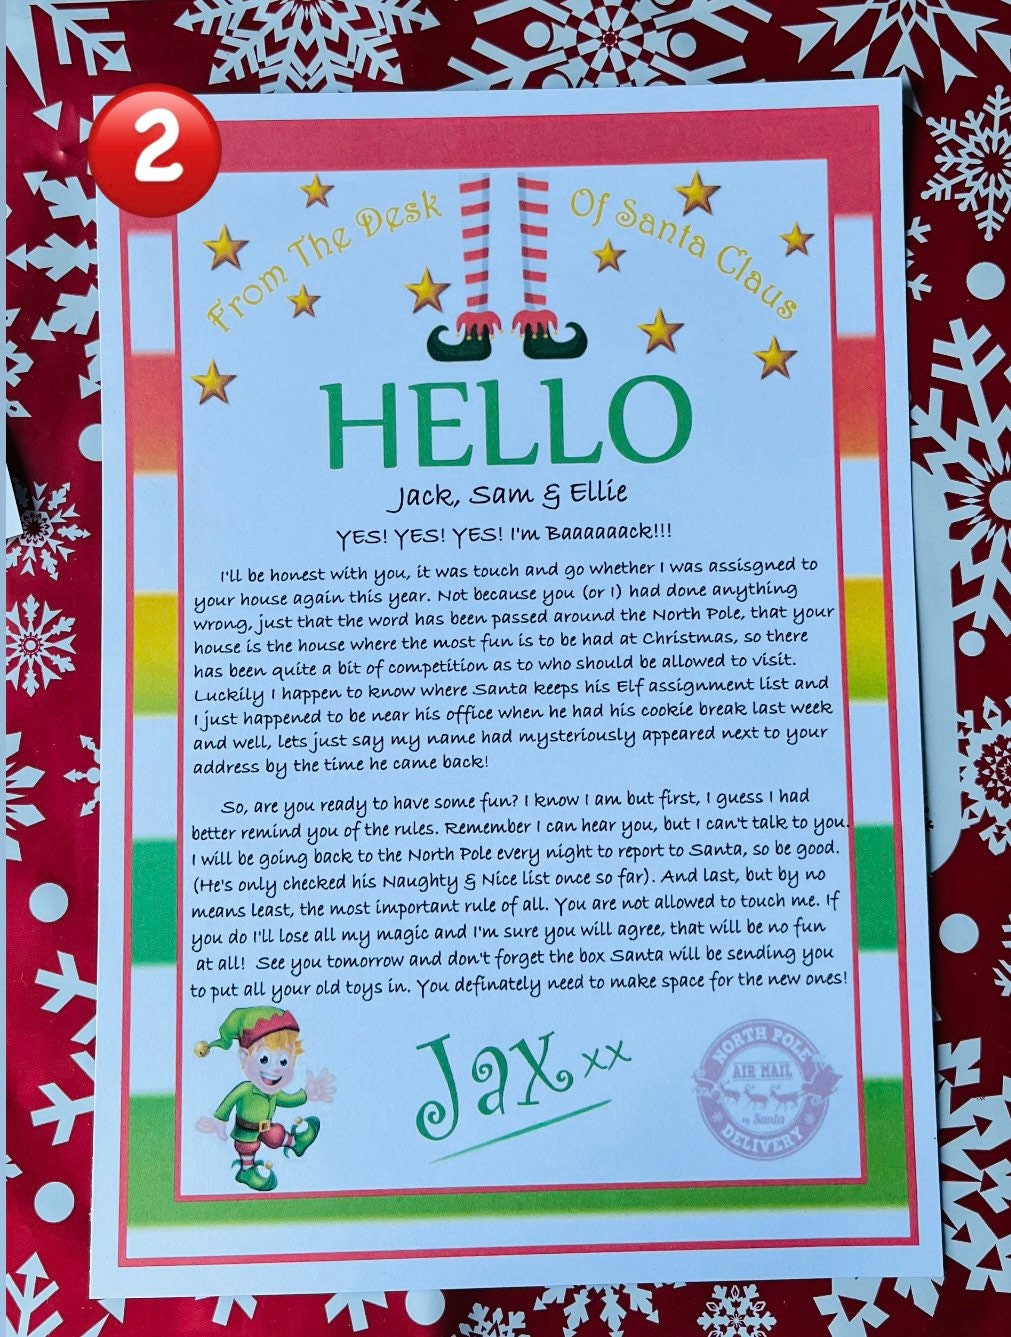 2
From The Desk Of Santa Claus
HELLO
Jack, Sam & Ellie
YES! YES! YES! I'm Baaaaaack!!!
I'll be honest with you, it was touch and go whether I was assisgned to
your house again this year. Not because you (or I) had done anything
wrong, just that the word has been passed around the North Pole, that your
house is the house where the most fun is to be had at Christmas, so there
has been quite a bit of competition as to who should be allowed to visit.
Luckily I happen to know where Santa keeps his Elf assignment list and
I just happened to be near his office when he had his cookie break last week
and well, lets just say my name had mysteriously appeared next to your
address by the time he came back!
So, are you ready to have some fun? I know I am but first, I guess I had
better remind you of the rules. Remember I can hear you, but I can't talk to you.
I will be going back to the North Pole every night to report to Santa, so be good.
(He's only checked his Naughty & Nice list once so far). And last, but by no
means least, the most important rule of all. You are not allowed to touch me. If
you do I'll lose all my magic and I'm sure you will agree, that will be no fun
at all! See you tomorrow and don't forget the box Santa will be sending you
to put all your old toys in. You definately need to make space for the new ones!
Jax xx
NORTH POLE
AIR MAIL
by Santa
DELIVERY